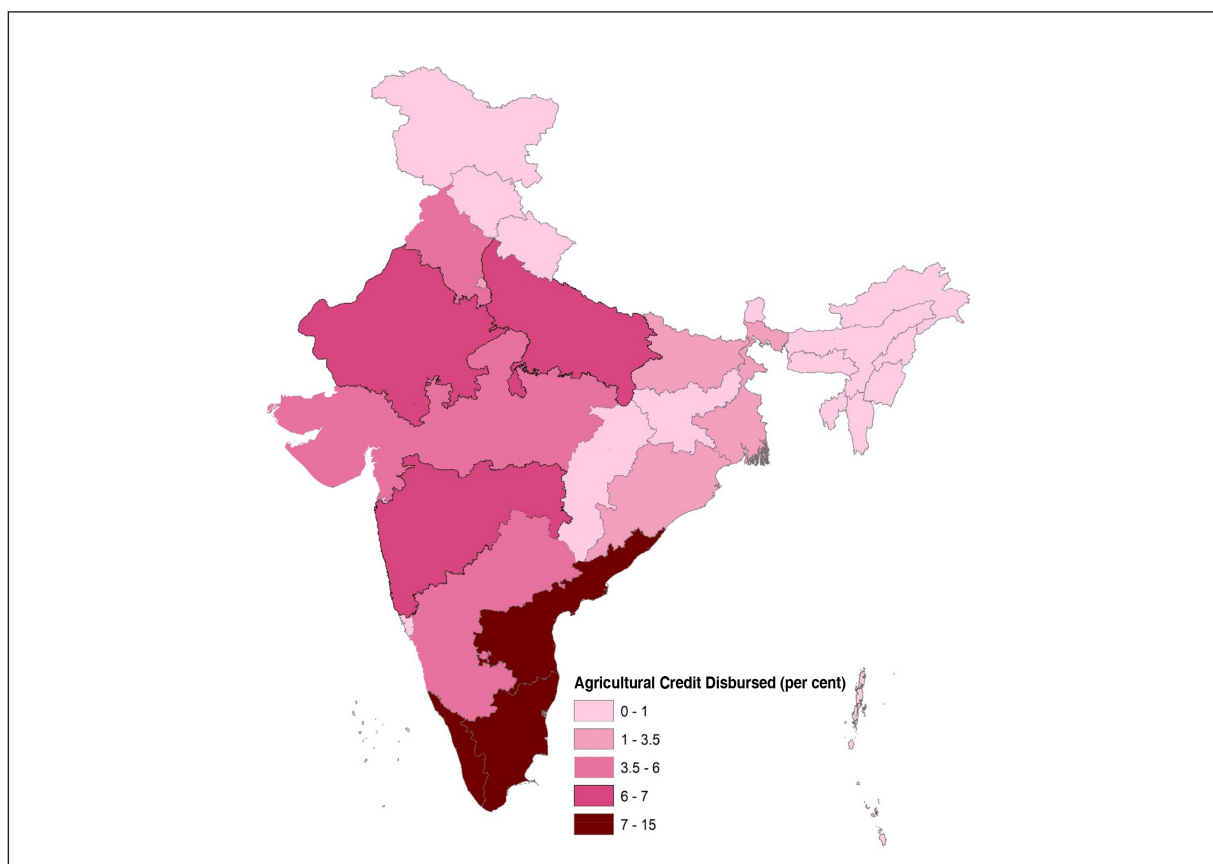 Agricultural Credit Disbursed (per cent)
0 - 1
1 - 3.5
3.5 - 6
6 - 7
7 - 15